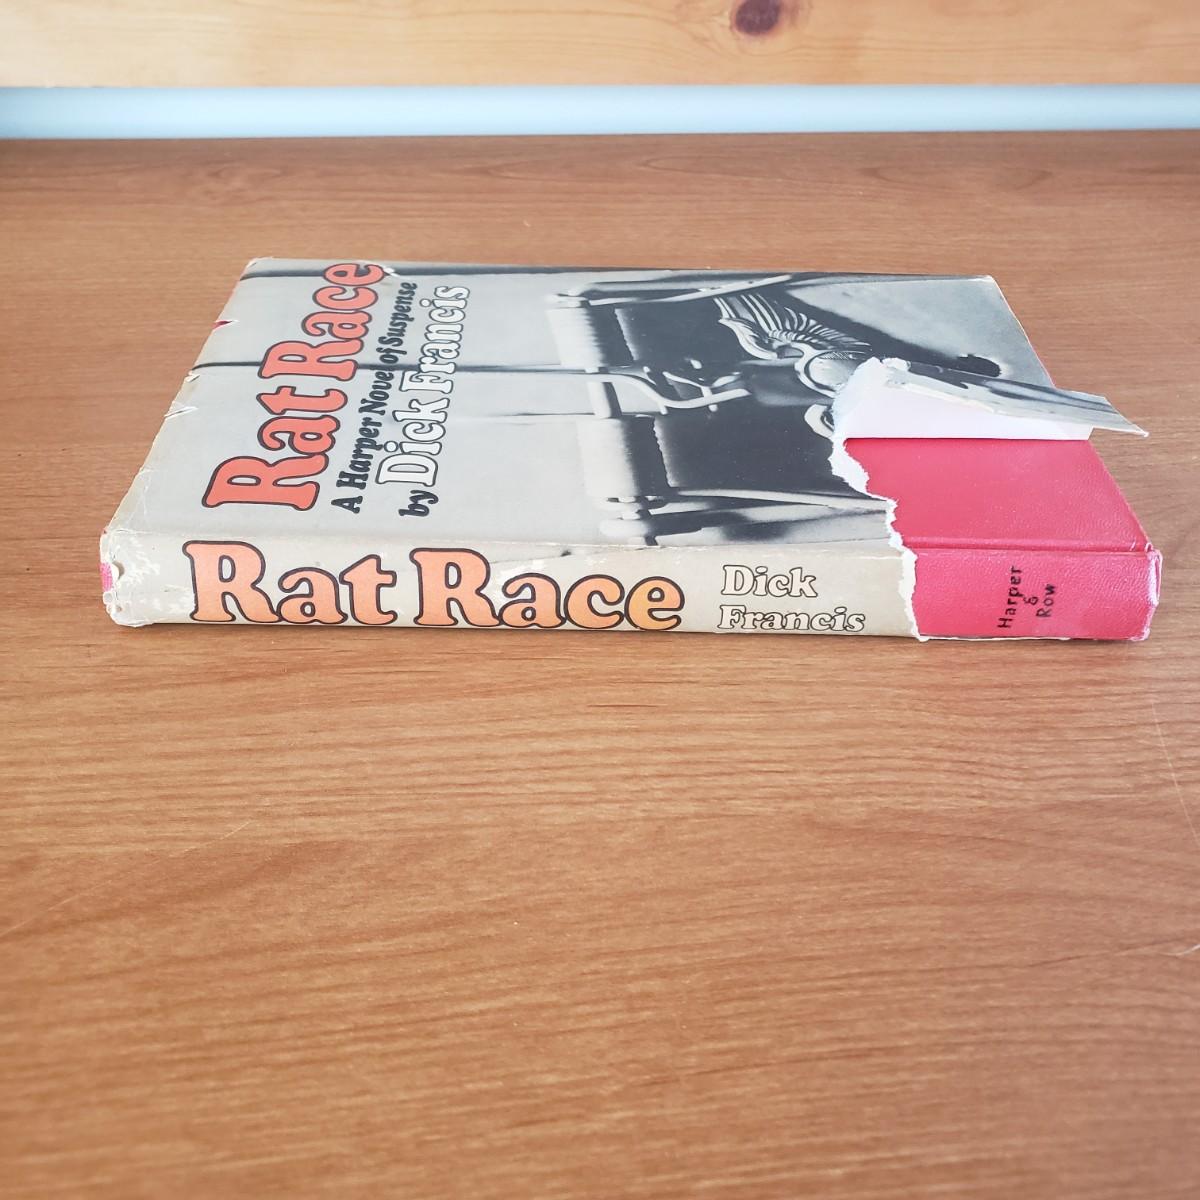 Rat Race
A Harper Novel of Suspense
by Dick Francis
Rat Race
Dick
Francis
Harper
&
Row